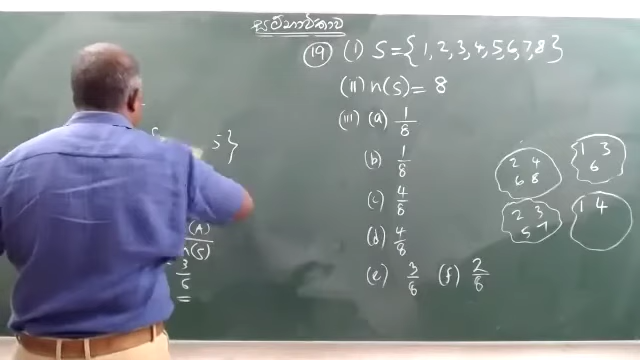 සම්භාවිතාව
(19) (i) S = { 1, 2, 3, 4, 5, 6, 7, 8 }
(ii) n(S) = 8
(iii) (a) 1/8
(b) 1/8
(c) 4/8
(d) 4/8
(e) 3/8 (f) 2/8
2 4
6 8
1 3
6
2 3
5 7
1 4
5 }
(A)
n(S)
3/6
=